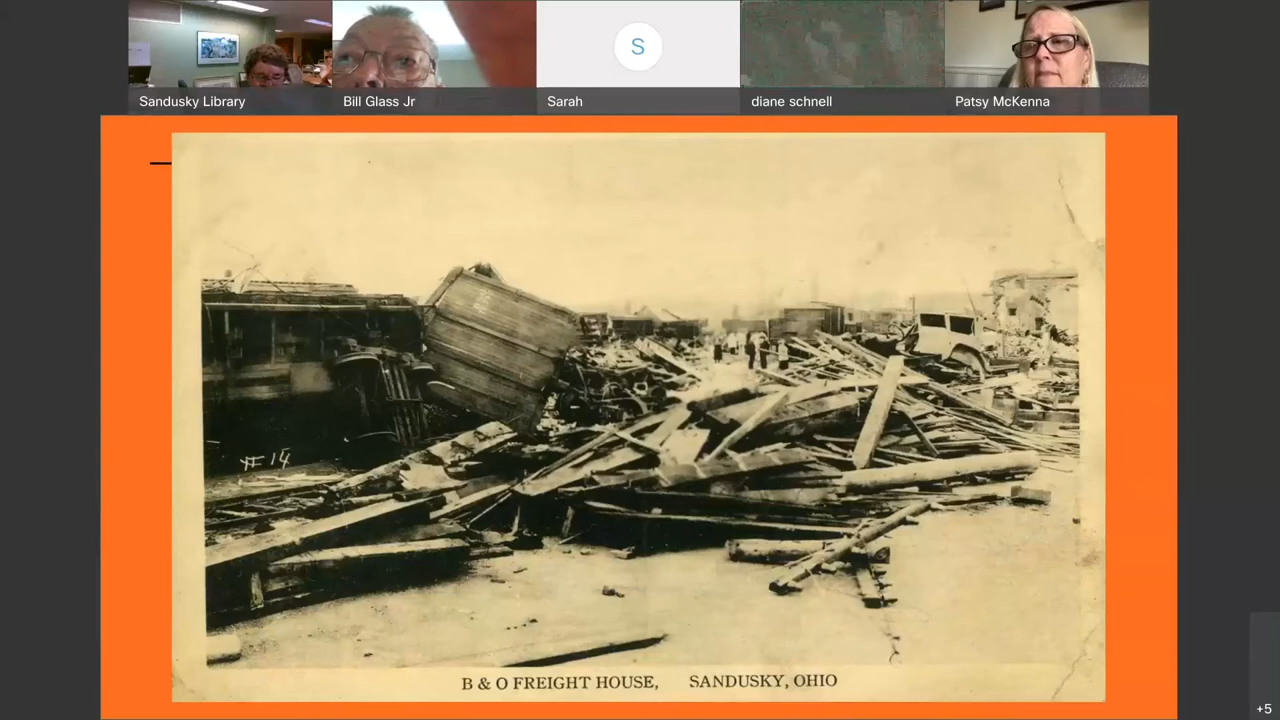 Sandusky Library
Bill Glass Jr
S
Sarah
diane schnell
Patsy McKenna
#14
B & O FREIGHT HOUSE, SANDUSKY, OHIO
+5